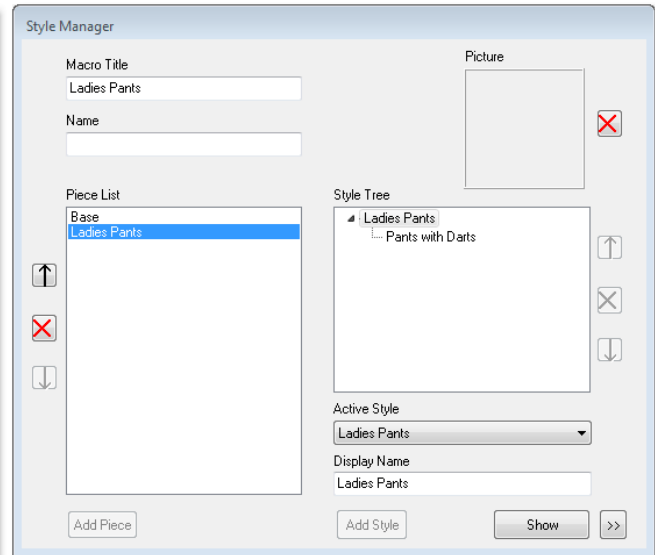 Style Manager
Macro Title
Picture
Ladies Pants
Name
Piece List
Style Tree
Base
Ladies Pants
Ladies Pants
Pants with Darts
Active Style
Ladies Pants
Display Name
Ladies Pants
Add Piece
Add Style
Show
>>